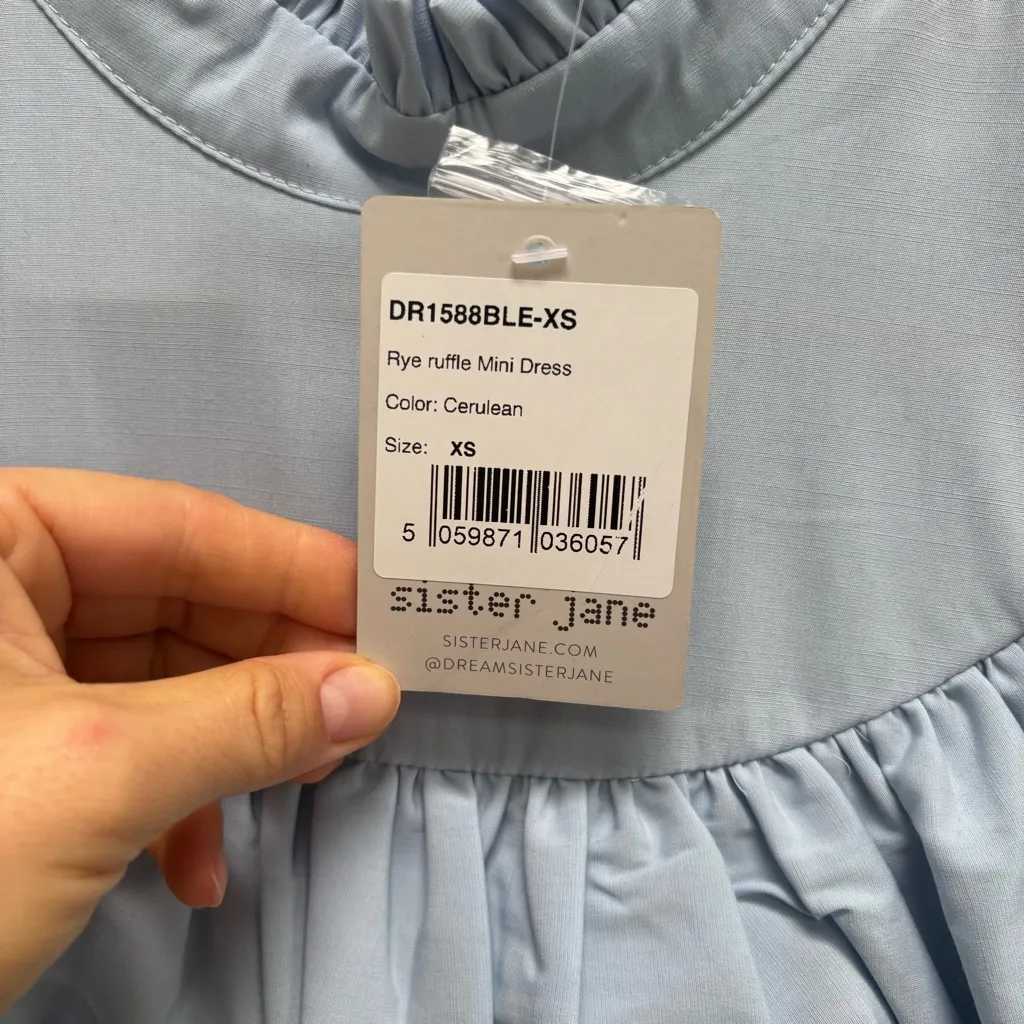 DR1588BLE-XS
Rye ruffle Mini Dress
Color: Cerulean
Size: XS
5 059871 036057
sister jane
SISTERJANE.COM
@DREAMSISTERJANE